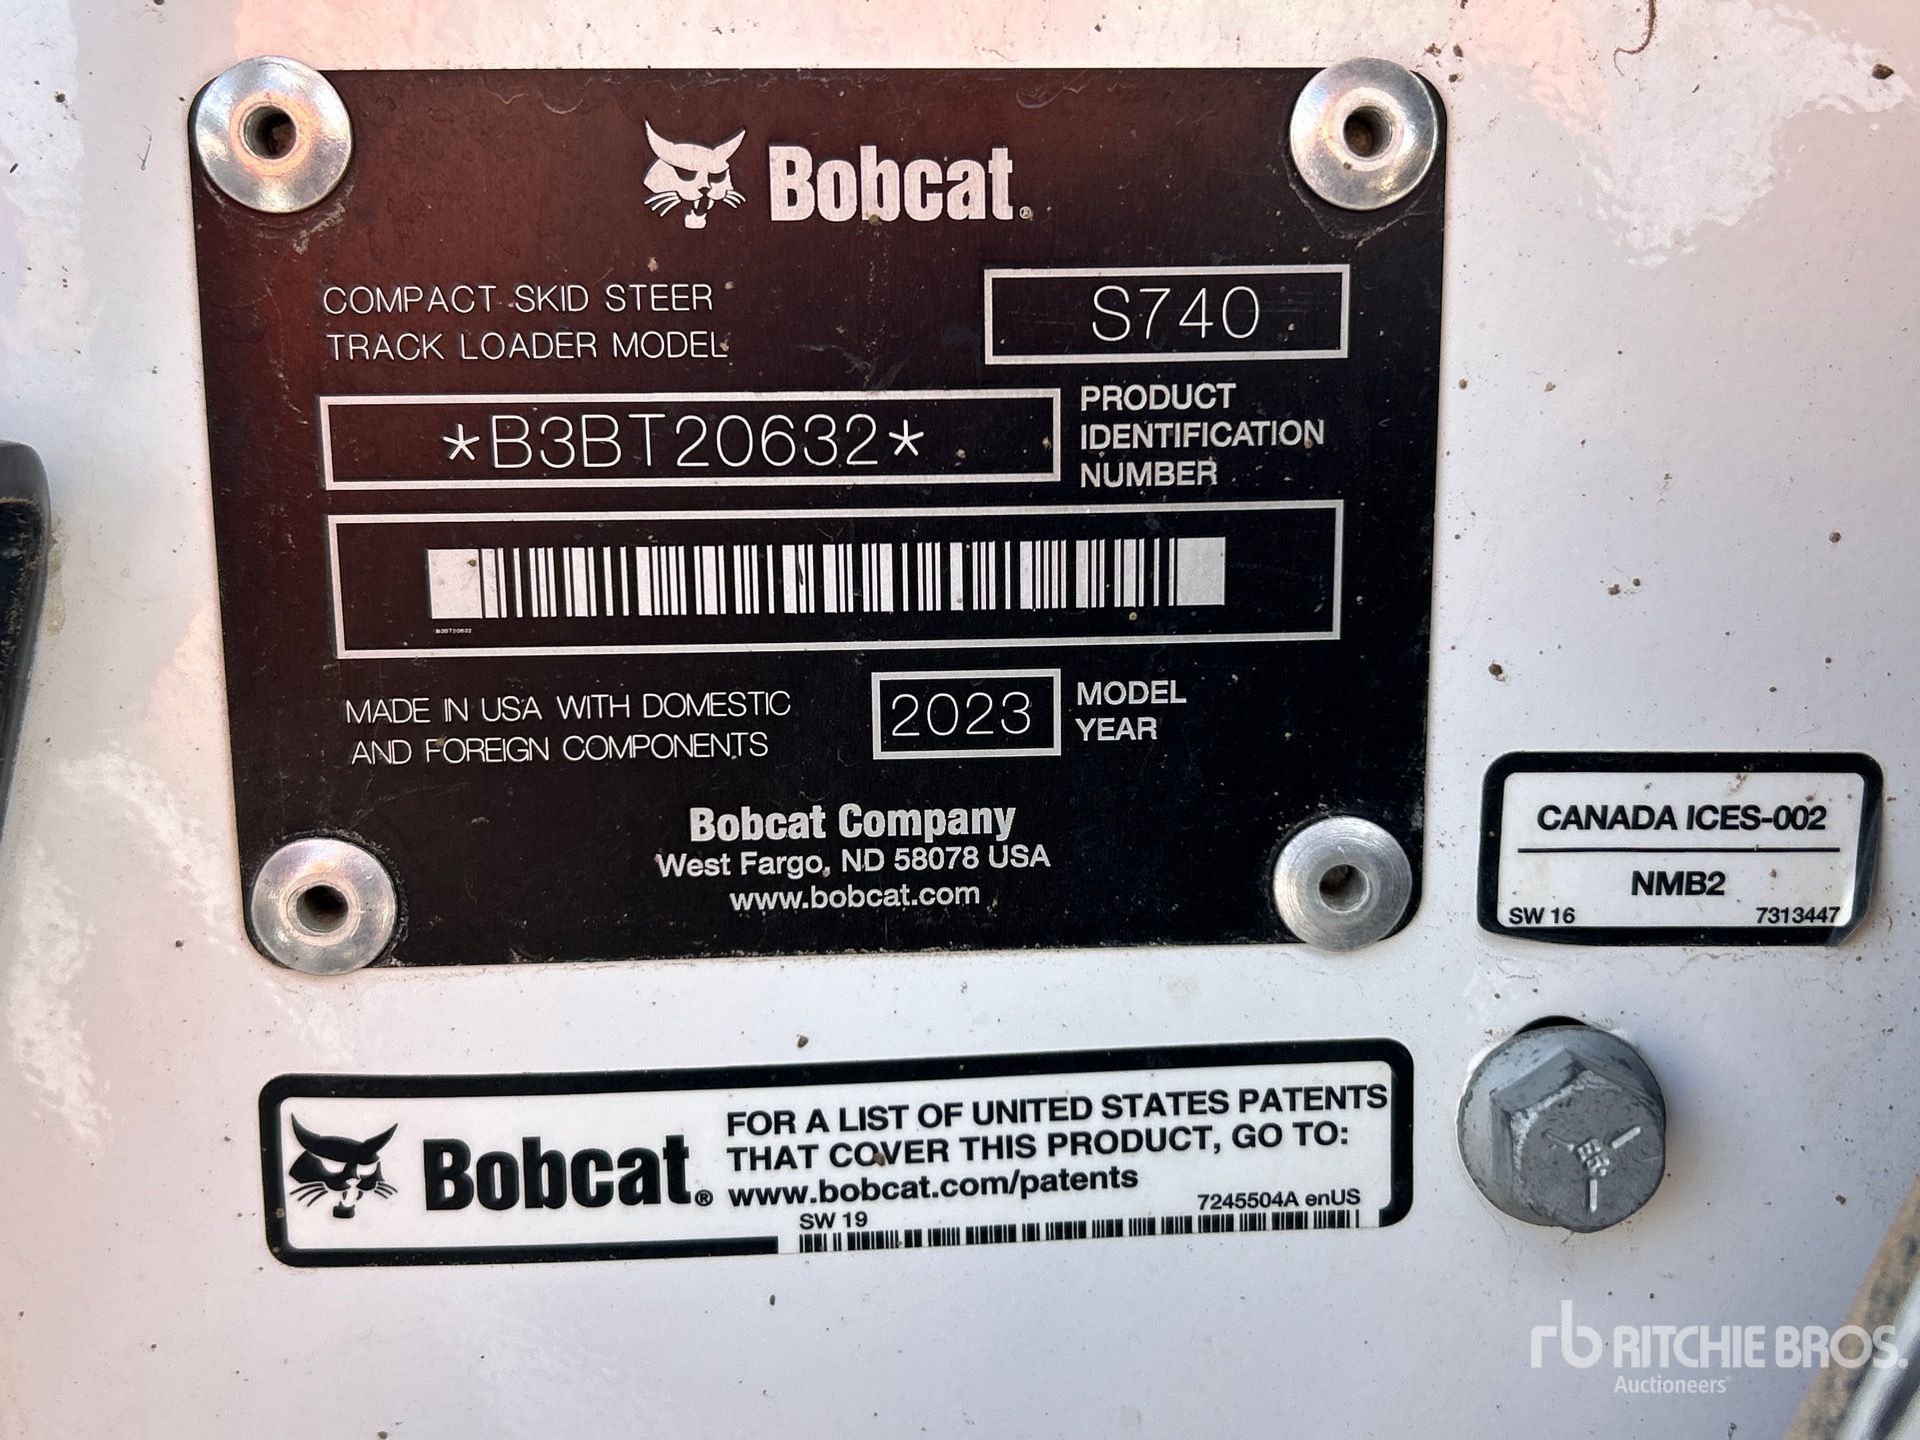 Bobcat®
COMPACT SKID STEER
TRACK LOADER MODEL
S740
*B3BT20632*
PRODUCT
IDENTIFICATION
NUMBER
B3BT20632
MADE IN USA WITH DOMESTIC
AND FOREIGN COMPONENTS
2023
MODEL
YEAR
Bobcat Company
West Fargo, ND 58078 USA
www.bobcat.com
CANADA ICES-002
NMB2
SW 16
7313447
Bobcat®
FOR A LIST OF UNITED STATES PATENTS
THAT COVER THIS PRODUCT, GO TO:
www.bobcat.com/patents
SW 19
7245504A enUS
rb RITCHIE BROS.
Auctioneers